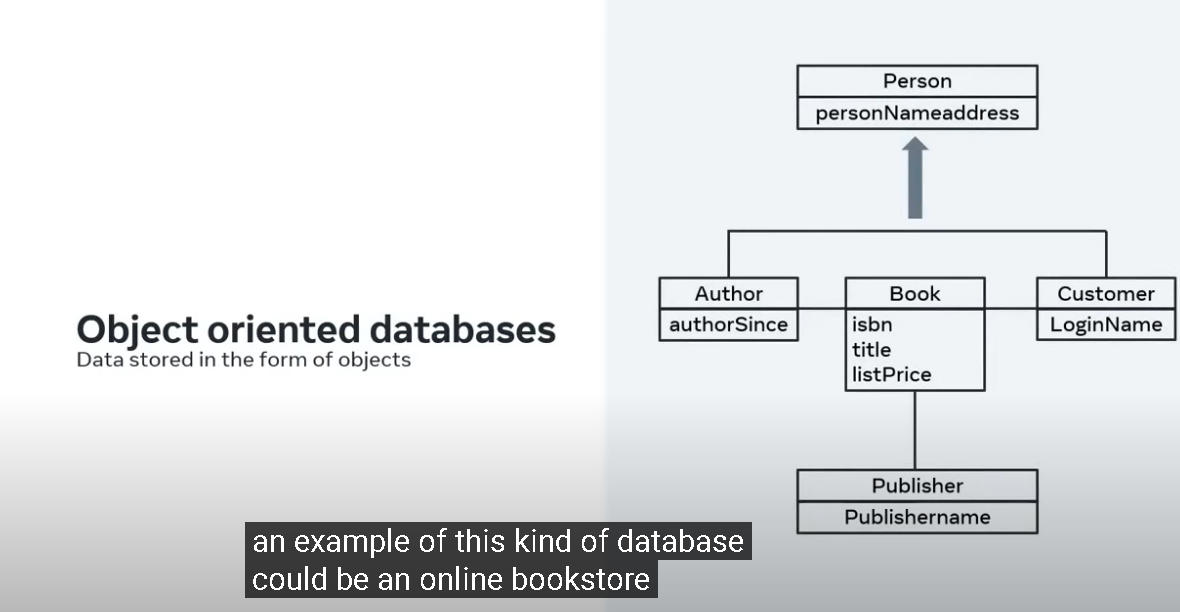 Object oriented databases
Data stored in the form of objects
Person
personNameaddress
Author
authorSince
Book
isbn
title
listPrice
Customer
LoginName
Publisher
Publishername
an example of this kind of database
could be an online bookstore